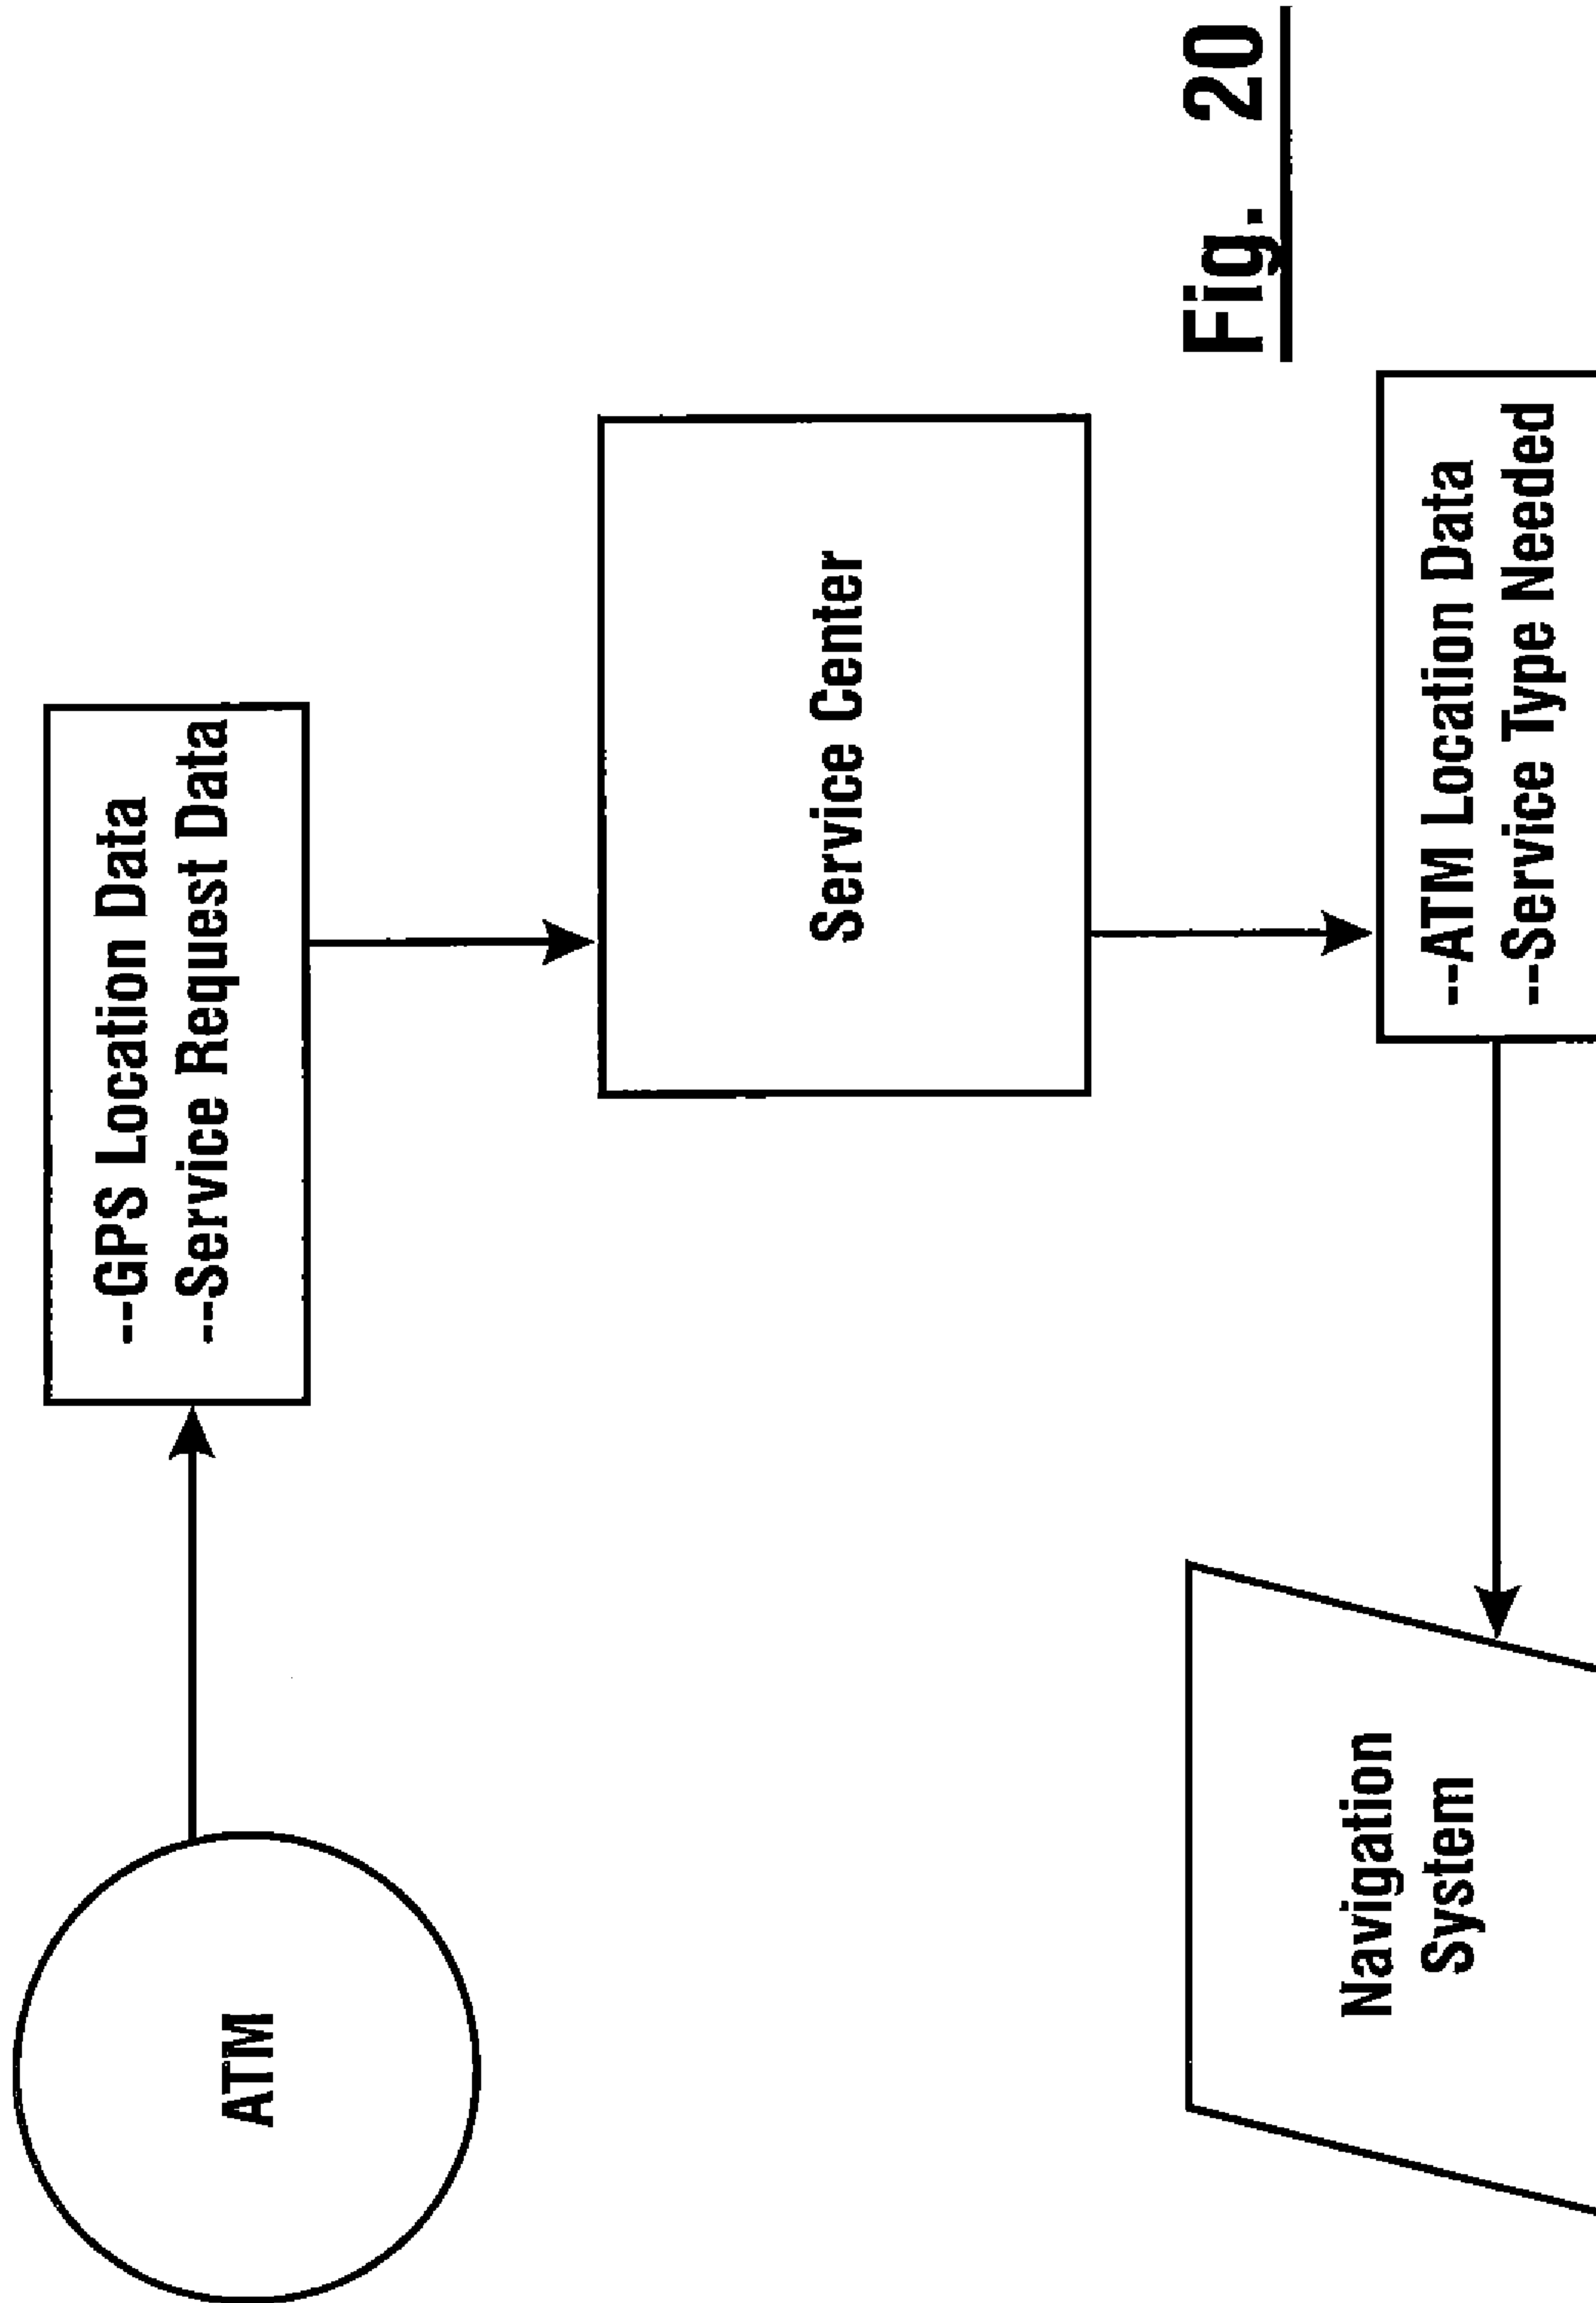 ATM
--GPS Location Data
--Service Request Data
Service Center
--ATM Location Data
--Service Type Needed
Navigation
System
Fig. 20